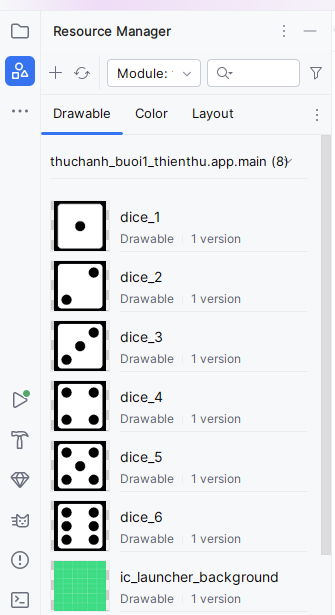 Resource Manager
Module:
Drawable Color Layout
thuchanh_buoi1_thienthu.app.main (8)
dice_1
Drawable 1 version
dice_2
Drawable 1 version
dice_3
Drawable 1 version
dice_4
Drawable 1 version
dice_5
Drawable 1 version
dice_6
Drawable 1 version
ic_launcher_background
Drawable 1 version